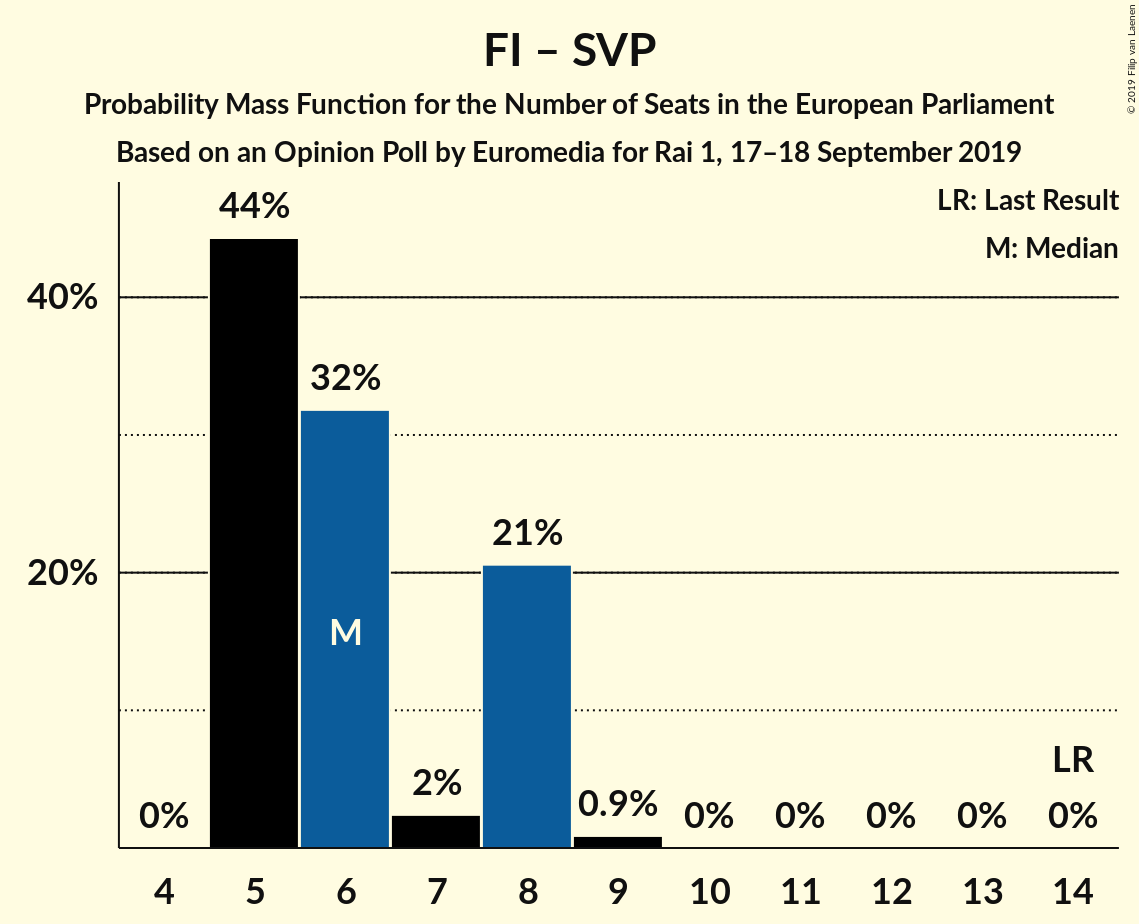 FI – SVP
Probability Mass Function for the Number of Seats in the European Parliament
Based on an Opinion Poll by Euromedia for Rai 1, 17–18 September 2019
© 2019 Filip van Laenen
LR: Last Result
M: Median
44%
40%
32%
21%
20%
M
2%
0.9%
LR
0% 0% 0% 0% 0% 0%
4 5 6 7 8 9 10 11 12 13 14